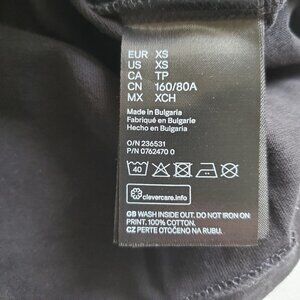 EUR XS
US XS
CA TP
CN 160/80A
MX XCH
Made in Bulgaria
Fabriqué en Bulgarie
Hecho en Bulgaria
O/N 236531
P/N 0762470 0
40
clevercare.info
GB WASH INSIDE OUT. DO NOT IRON ON
PRINT. 100% COTTON.
CZ PERTE OTOČENO NA RUBU.